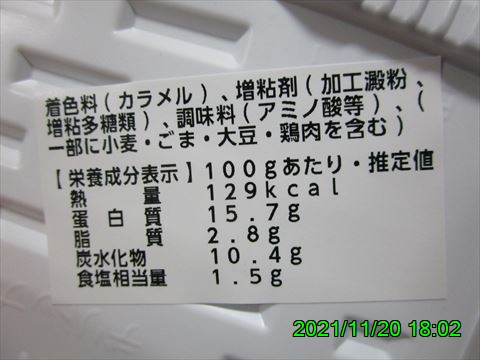 着色料(カラメル)、増粘剤(加工澱粉、
増粘多糖類)、調味料(アミノ酸等)、(
一部に小麦・ごま・大豆・鶏肉を含む)
【栄養成分表示】100gあたり・推定値
熱量 129kcal
蛋白質 15.7g
脂質 2.8g
炭水化物 10.4g
食塩相当量 1.5g
2021/11/20 18:02